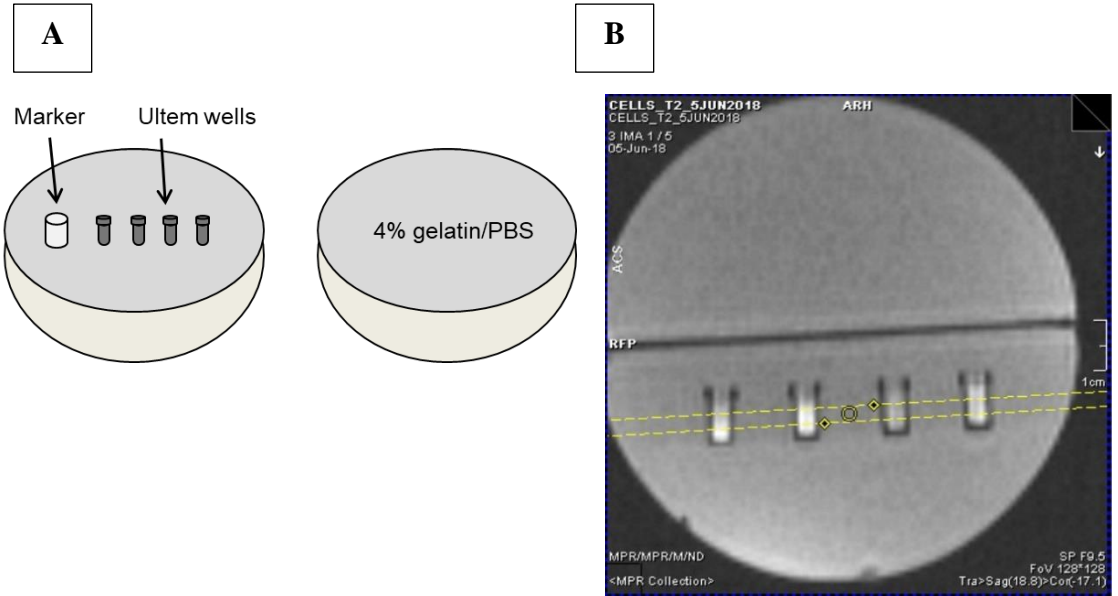 A
B
Marker
Ultem wells
4% gelatin/PBS
CELLS_T2_5JUN2018
CELLS_T2_5JUN2018
3 IMA 1 / 5
05-Jun-18
ARH
ACS
RFP
1cm
MPR/MPR/M/ND
<MPR Collection>
SP F9.5
FoV 128*128
Tra>Sag(18.8)>Cor(-17.1)